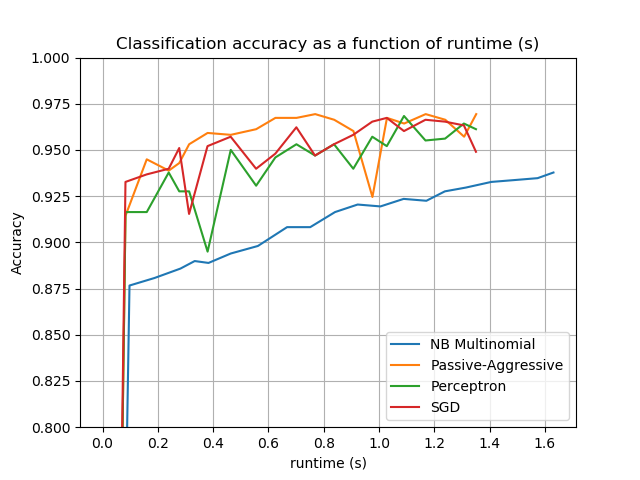 Classification accuracy as a function of runtime (s)
1.000
0.975
0.950
0.925
0.900
0.875
0.850
0.825
0.800
Accuracy
NB Multinomial
Passive-Aggressive
Perceptron
SGD
0.0 0.2 0.4 0.6 0.8 1.0 1.2 1.4 1.6
runtime (s)